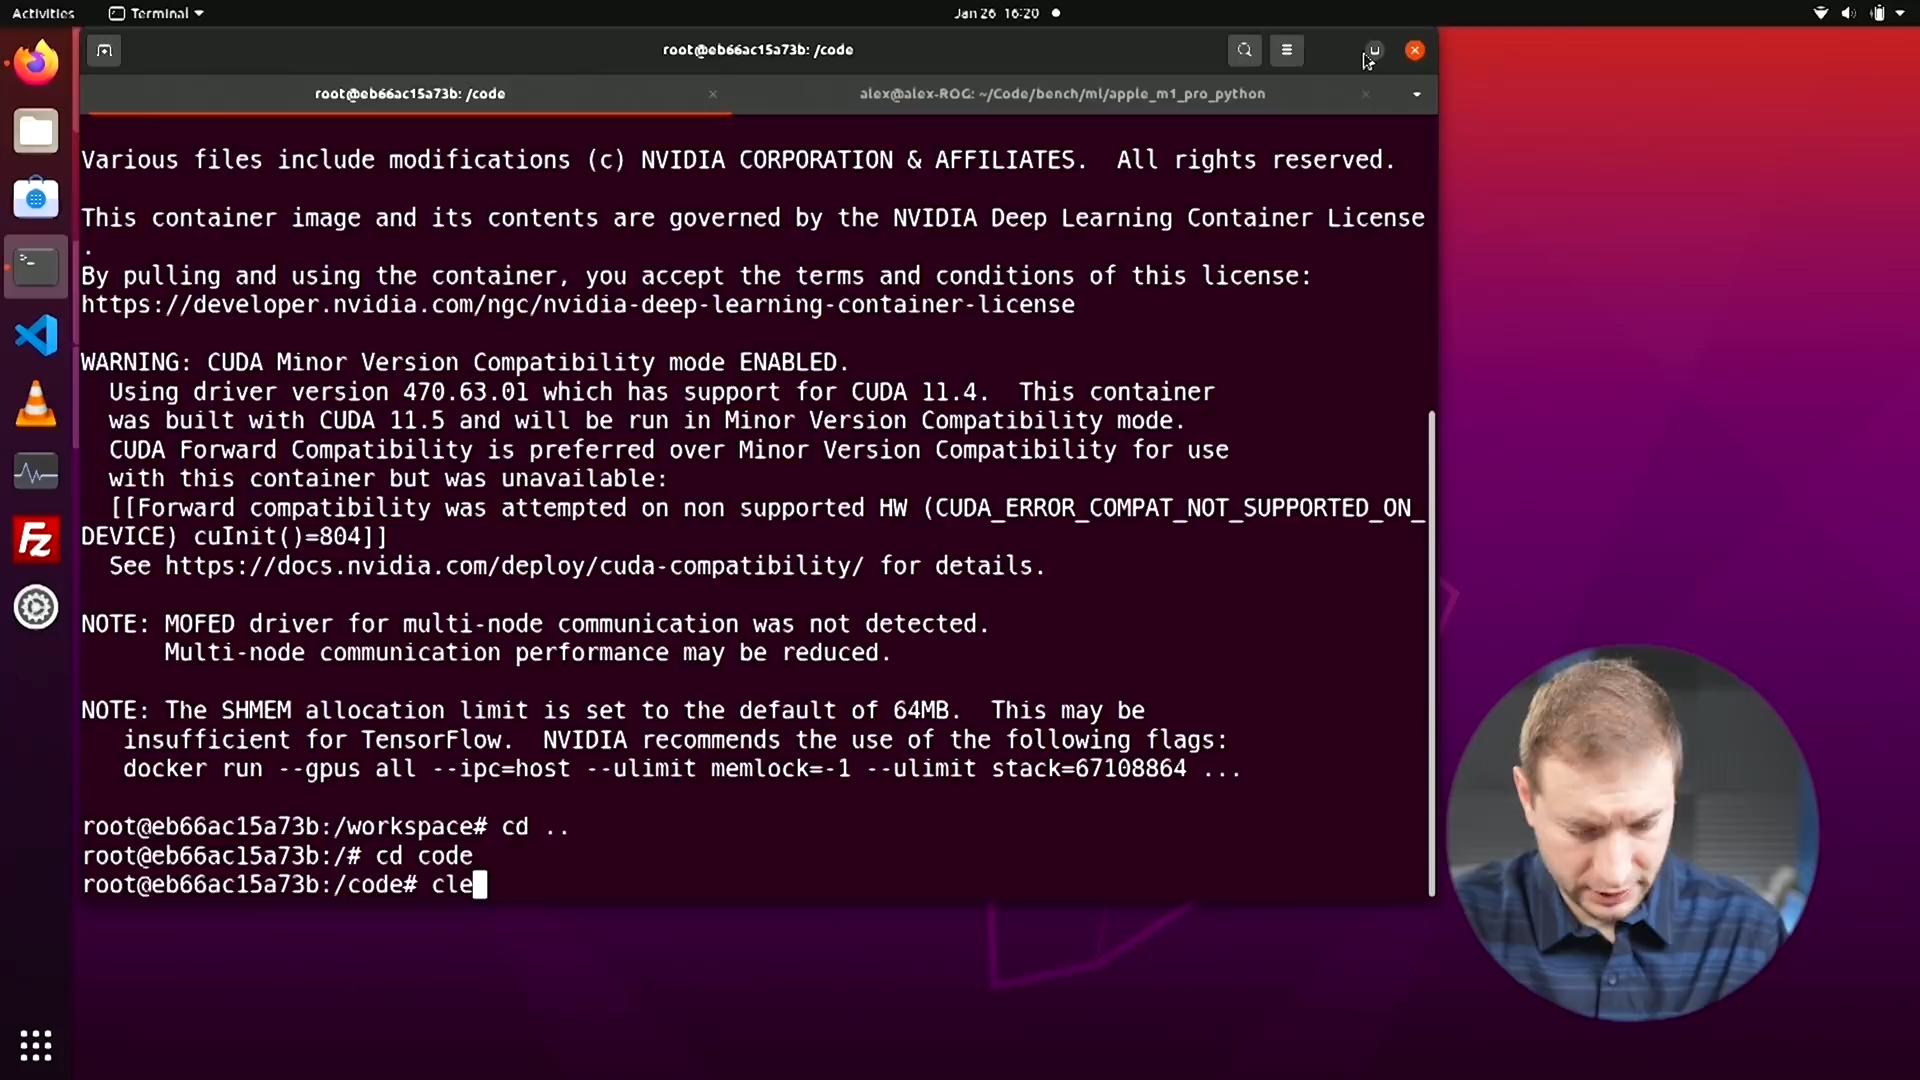 Activities
Terminal
Jan 26 16:20
root@eb66ac15a73b: /code
root@eb66ac15a73b: /code
alex@alex-ROG: ~/Code/bench/ml/apple_m1_pro_python
Various files include modifications (c) NVIDIA CORPORATION & AFFILIATES.  All rights reserved.
This container image and its contents are governed by the NVIDIA Deep Learning Container License
.
By pulling and using the container, you accept the terms and conditions of this license:
https://developer.nvidia.com/ngc/nvidia-deep-learning-container-license
WARNING: CUDA Minor Version Compatibility mode ENABLED.
Using driver version 470.63.01 which has support for CUDA 11.4.  This container
was built with CUDA 11.5 and will be run in Minor Version Compatibility mode.
CUDA Forward Compatibility is preferred over Minor Version Compatibility for use
with this container but was unavailable:
[[Forward compatibility was attempted on non supported HW (CUDA_ERROR_COMPAT_NOT_SUPPORTED_ON_
DEVICE) cuInit()=804]]
See https://docs.nvidia.com/deploy/cuda-compatibility/ for details.
NOTE: MOFED driver for multi-node communication was not detected.
Multi-node communication performance may be reduced.
NOTE: The SHMEM allocation limit is set to the default of 64MB.  This may be
insufficient for TensorFlow.  NVIDIA recommends the use of the following flags:
docker run --gpus all --ipc=host --ulimit memlock=-1 --ulimit stack=67108864 ...
root@eb66ac15a73b:/workspace# cd ..
root@eb66ac15a73b:/# cd code
root@eb66ac15a73b:/code# cle
Fz